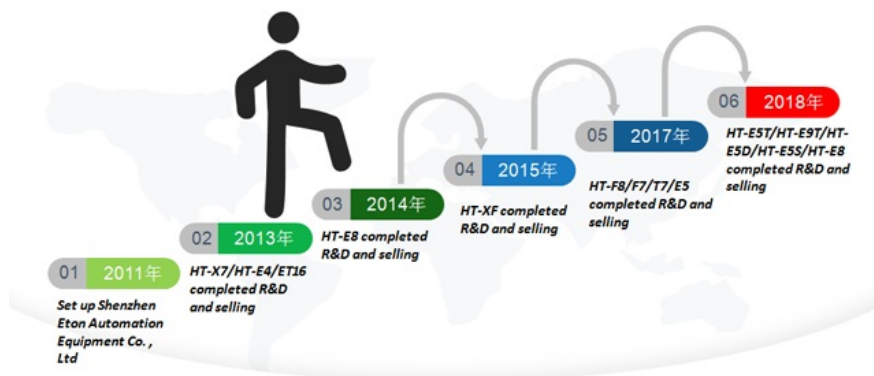 01 2011年
Set up Shenzhen
Eton Automation
Equipment Co. ,
Ltd
02 2013年
HT-X7/HT-E4/ET16
completed R&D
and selling
03 2014年
HT-E8 completed
R&D and selling
04 2015年
HT-XF completed
R&D and selling
05 2017年
HT-F8/F7/T7/E5
completed R&D and
selling
06 2018年
HT-E5T/HT-E9T/HT-
E5D/HT-E5S/HT-E8
completed R&D and
selling